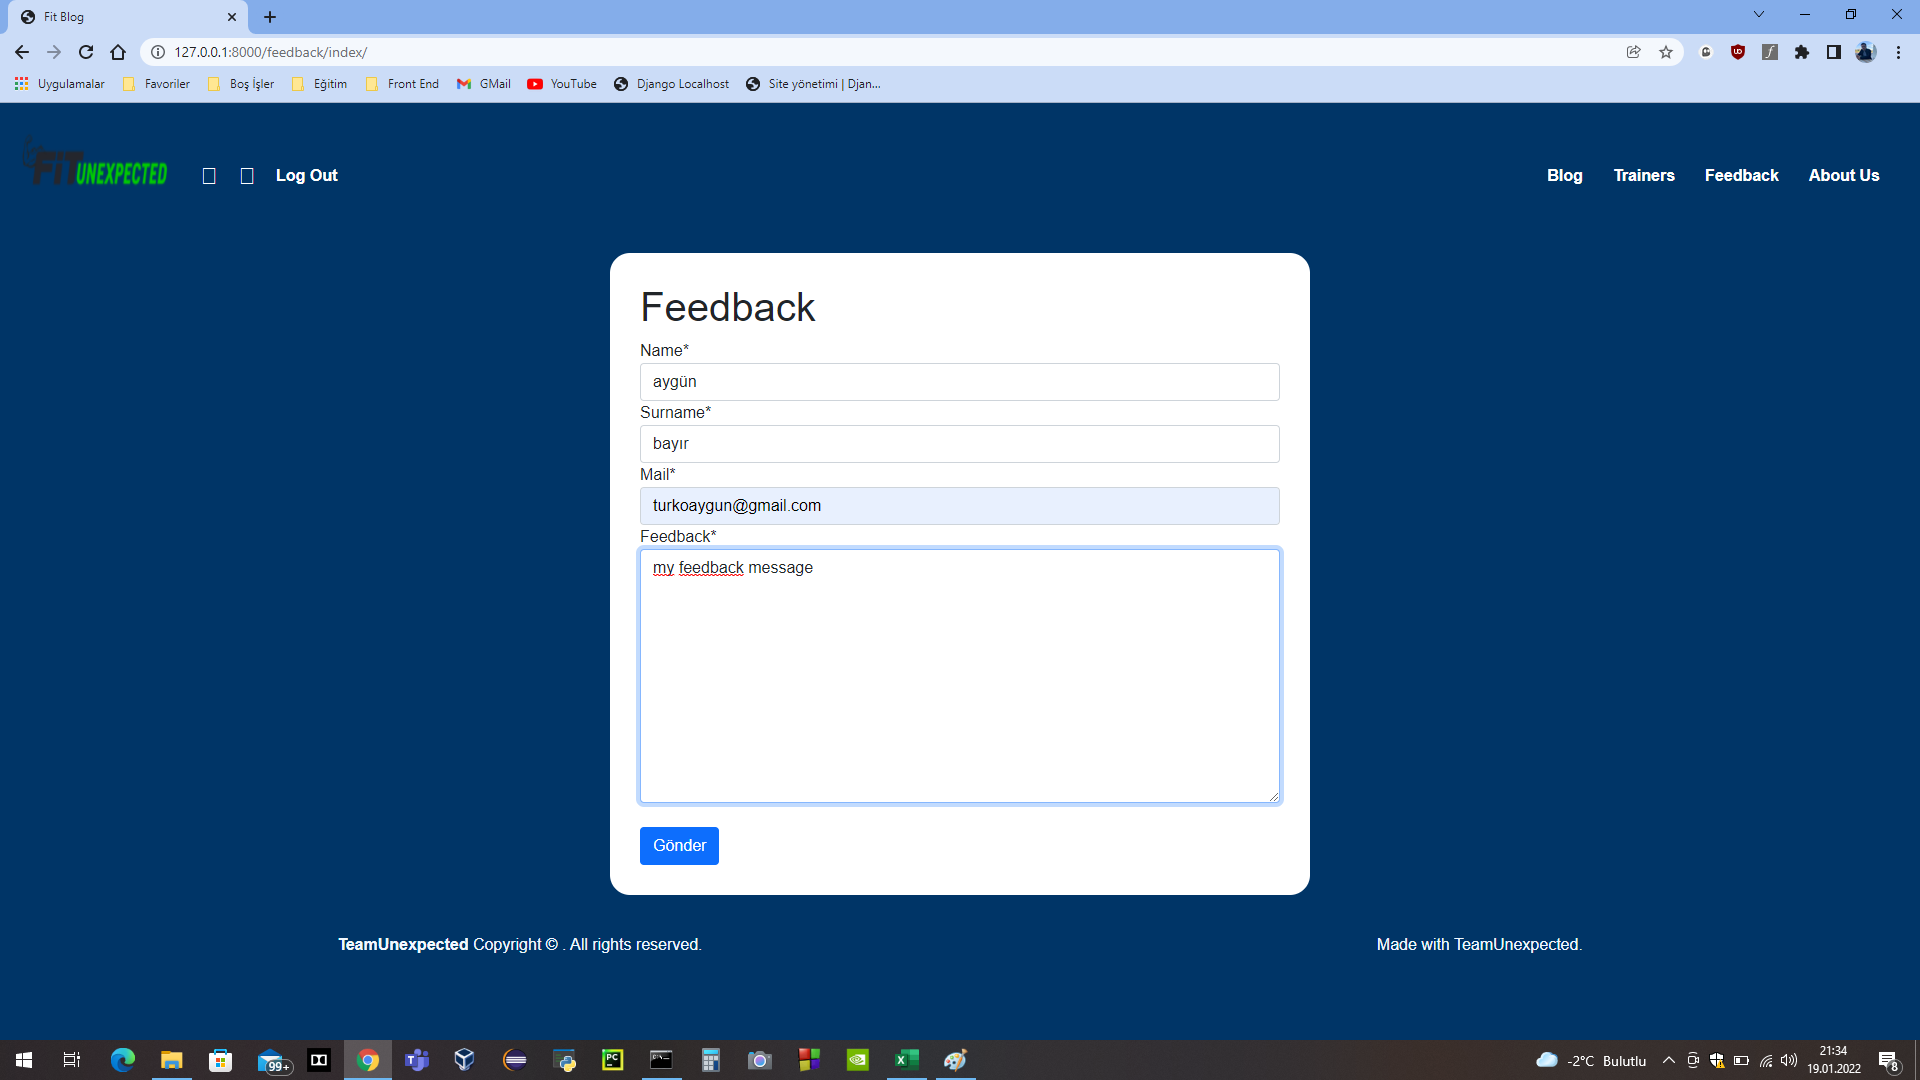 Fit Blog
127.0.0.1:8000/feedback/index/
Uygulamalar Favoriler Boş İşler Eğitim Front End GMail YouTube Django Localhost Site yönetimi | Djan...
FiT UNEXPECTED Log Out Blog Trainers Feedback About Us
Feedback
Name*
aygün
Surname*
bayır
Mail*
turkoaygun@gmail.com
Feedback*
my feedback message
Gönder
TeamUnexpected Copyright © . All rights reserved. Made with TeamUnexpected.
99+ PC -2°C Bulutlu 21:34
19.01.2022 8